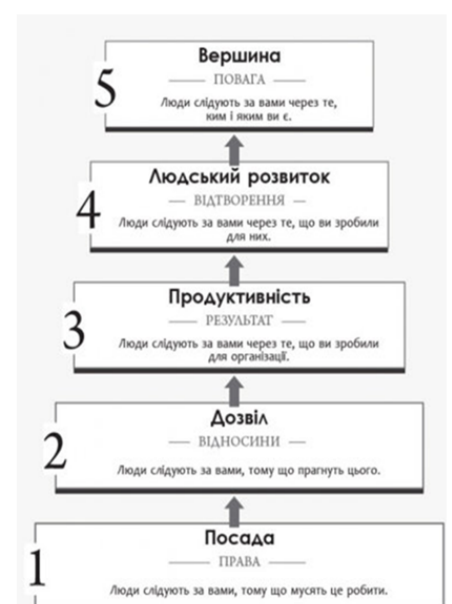 5
Вершина
ПОВАГА
Люди слідують за вами через те,
ким і яким ви є.
4
Людський розвиток
ВІДТВОРЕННЯ
Люди слідують за вами через те, що ви зробили
для них.
3
Продуктивність
РЕЗУЛЬТАТ
Люди слідують за вами через те, що ви зробили
для організації.
2
Дозвіл
ВІДНОСИНИ
Люди слідують за вами, тому що прагнуть цього.
1
Посада
ПРАВА
Люди слідують за вами, тому що мусять це робити.